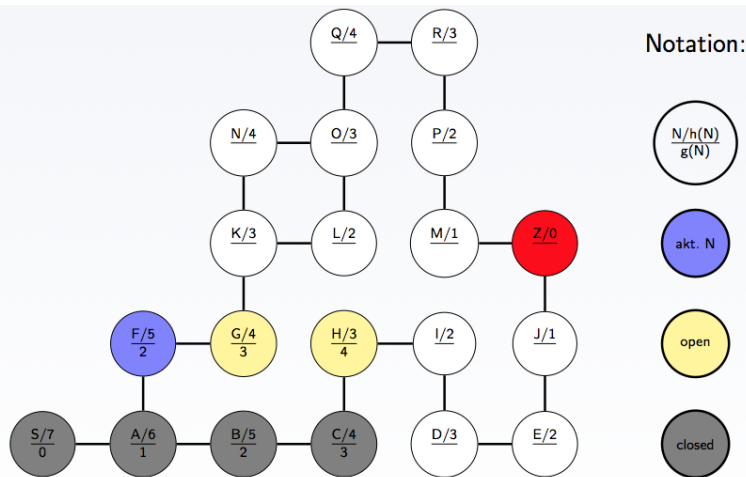 Q/4 R/3 Notation:
N/4 O/3 P/2 N/h(N)
g(N)
K/3 L/2 M/1 Z/0 akt. N
F/5 G/4 H/3 I/2 J/1 open
2 3 4
S/7 A/6 B/5 C/4 D/3 E/2 closed
0 1 2 3